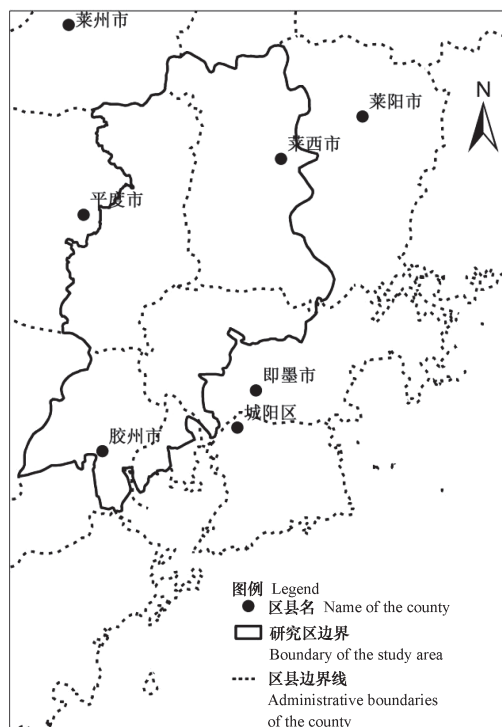 莱州市
莱阳市
N
莱西市
平度市
即墨市
城阳区
胶州市
图例 Legend
区县名 Name of the county
研究区边界
Boundary of the study area
区县边界线
Administrative boundaries
of the county